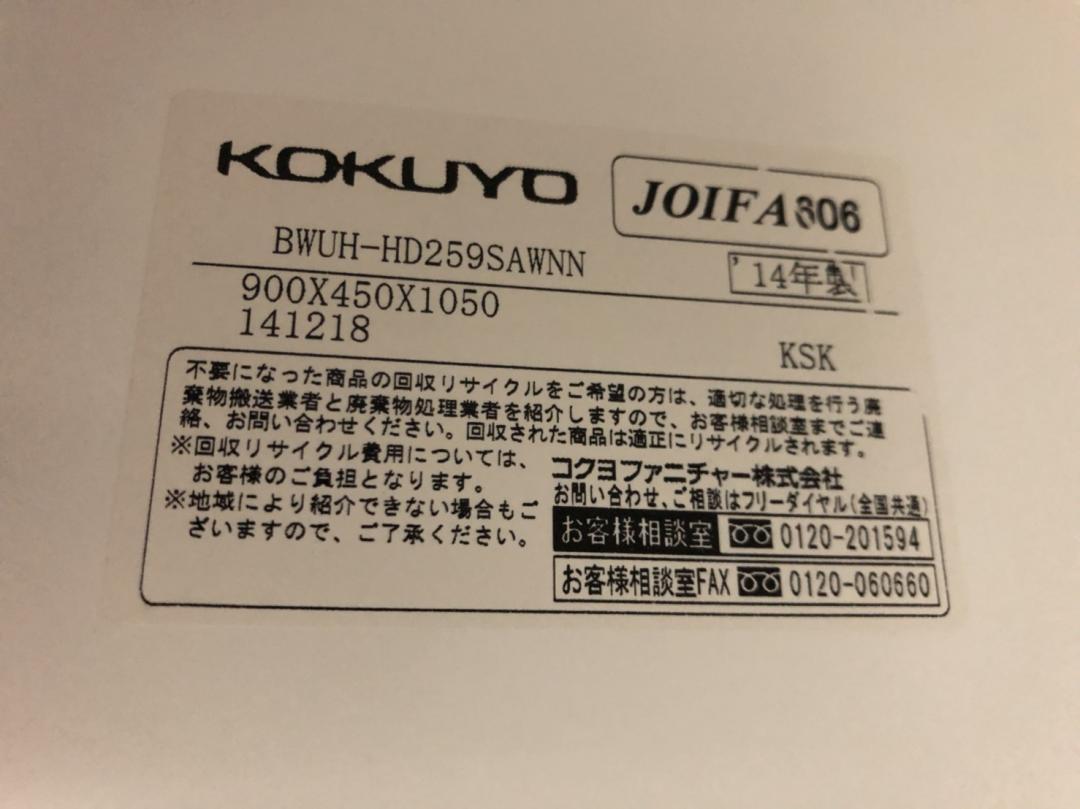 KOKUYO
JOIFA606
BWUH-HD259SAWNN
'14年製
900X450X1050
141218
KSK
不要になった商品の回収リサイクルをご希望の方は、適切な処理を行う廃
棄物搬送業者と廃棄物処理業者を紹介しますので、お客様相談室までご連
絡、お問い合わせください。回収された商品は適正にリサイクルされます。
※回収リサイクル費用については、
お客様のご負担となります。
※地域により紹介できない場合もご
ざいますので、ご了承ください。
コクヨファニチャー株式会社
お問い合わせ、ご相談はフリーダイヤル(全国共通)
お客様相談室 0120-201594
お客様相談室FAX 0120-060660